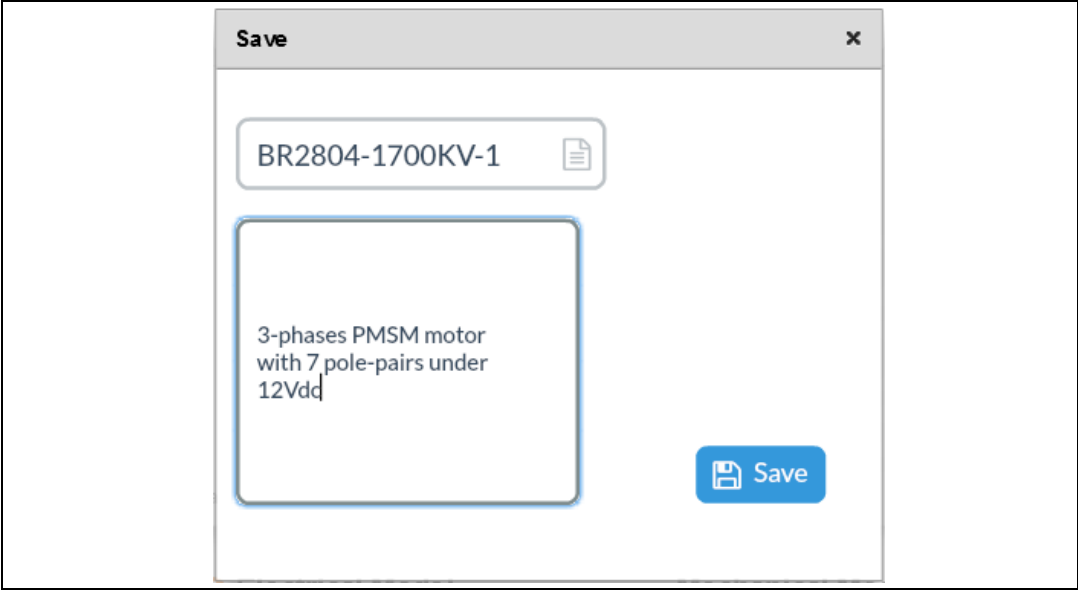 Save
BR2804-1700KV-1
3-phases PMSM motor
with 7 pole-pairs under
12Vdc
Save